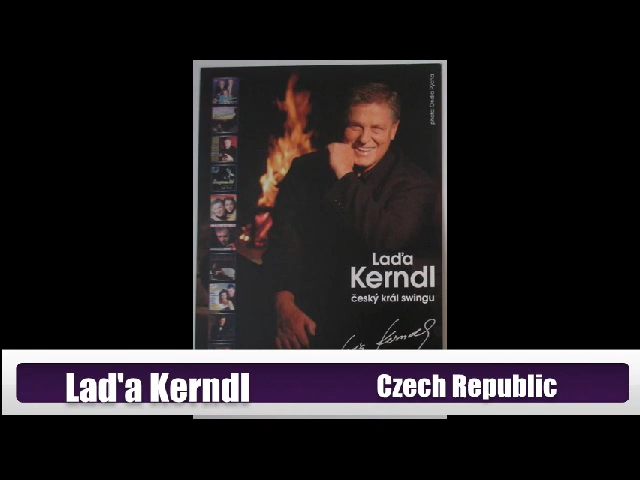 Laďa
Kerndl
český král swingu
Lad'a Kerndl
Czech Republic